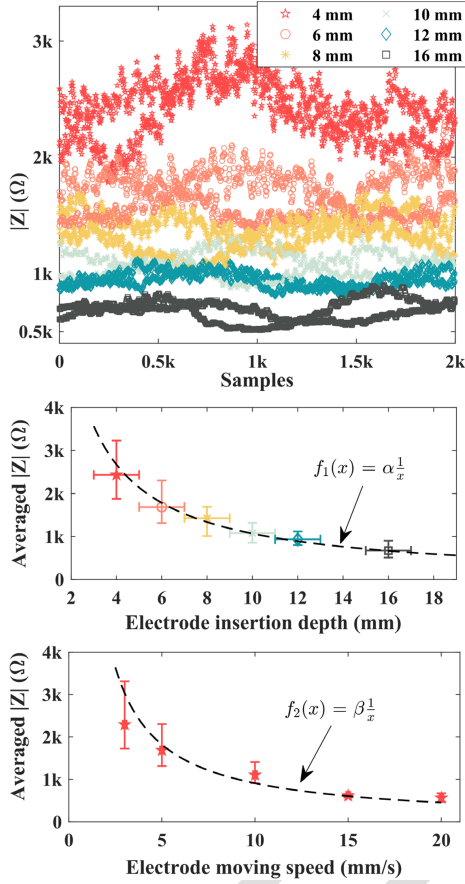 4 mm 10 mm
6 mm 12 mm
8 mm 16 mm
3k
2k
1k
0.5k
|Z| (Ω)
0 0.5k 1k 1.5k 2k
Samples
4k
3k
2k
1k
0
Averaged |Z| (Ω)
f₁(x) = α 1/x
2 4 6 8 10 12 14 16 18
Electrode insertion depth (mm)
4k
3k
2k
1k
0
Averaged |Z| (Ω)
f₂(x) = β 1/x
0 5 10 15 20
Electrode moving speed (mm/s)